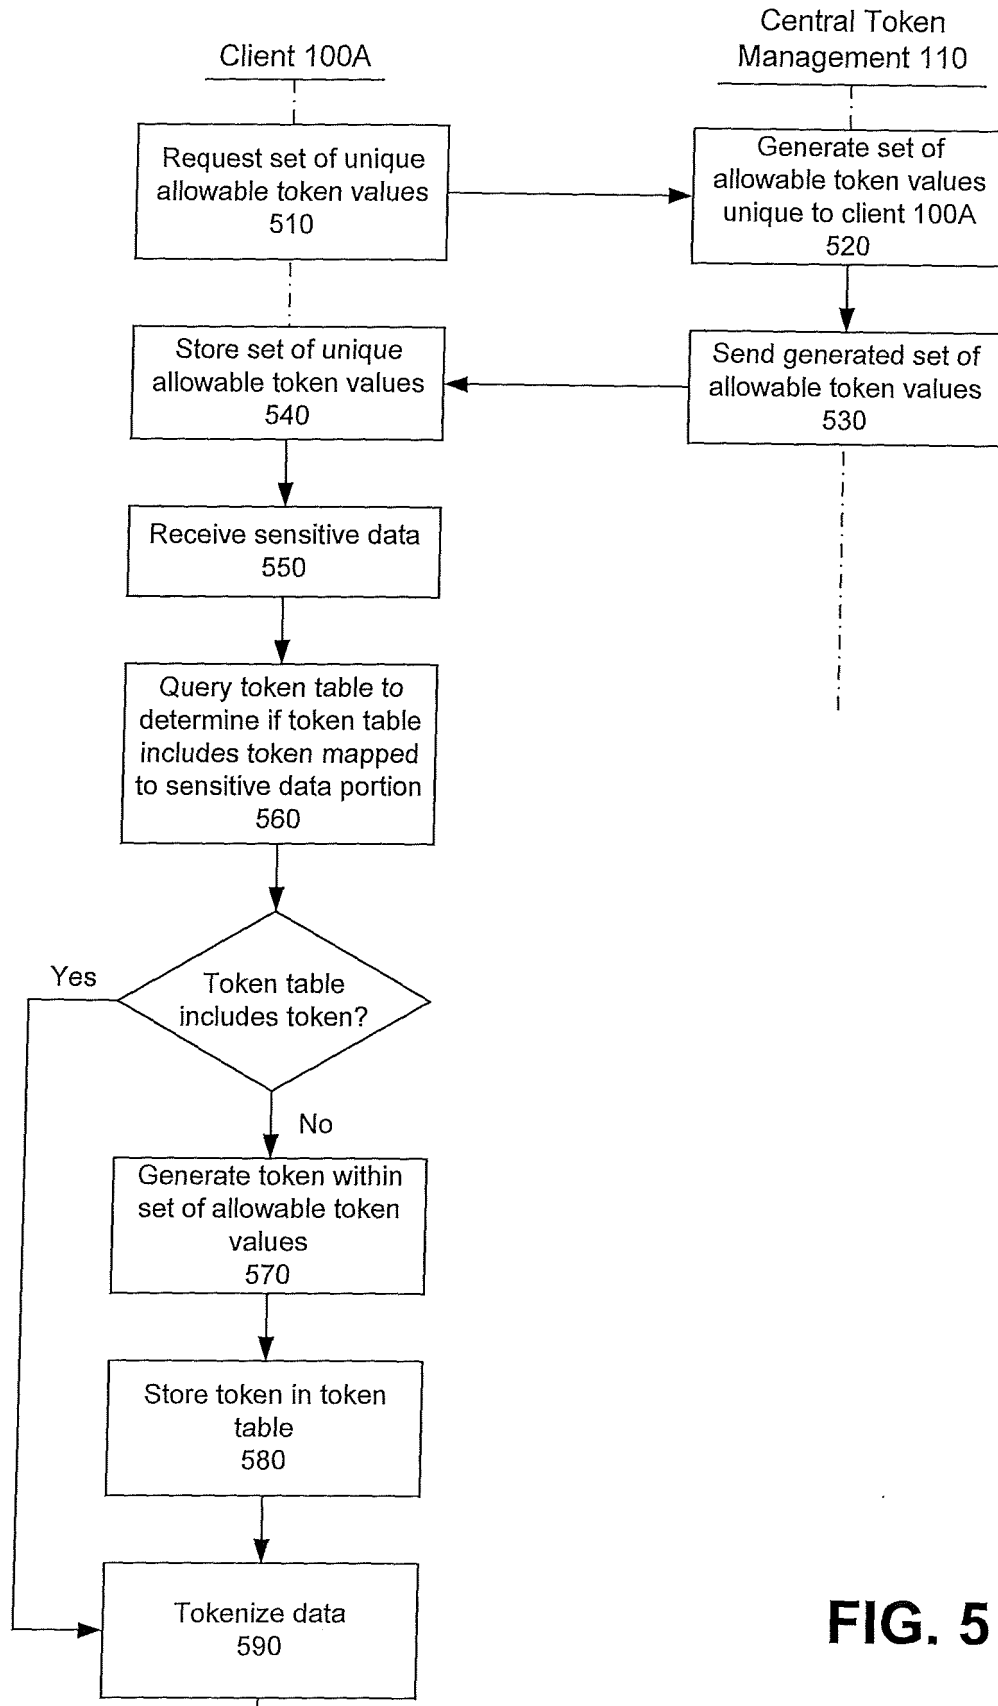 Client 100A
Central Token
Management 110
Request set of unique
allowable token values
510
Generate set of
allowable token values
unique to client 100A
520
Store set of unique
allowable token values
540
Send generated set of
allowable token values
530
Receive sensitive data
550
Query token table to
determine if token table
includes token mapped
to sensitive data portion
560
Yes
Token table
includes token?
No
Generate token within
set of allowable token
values
570
Store token in token
table
580
Tokenize data
590
FIG. 5